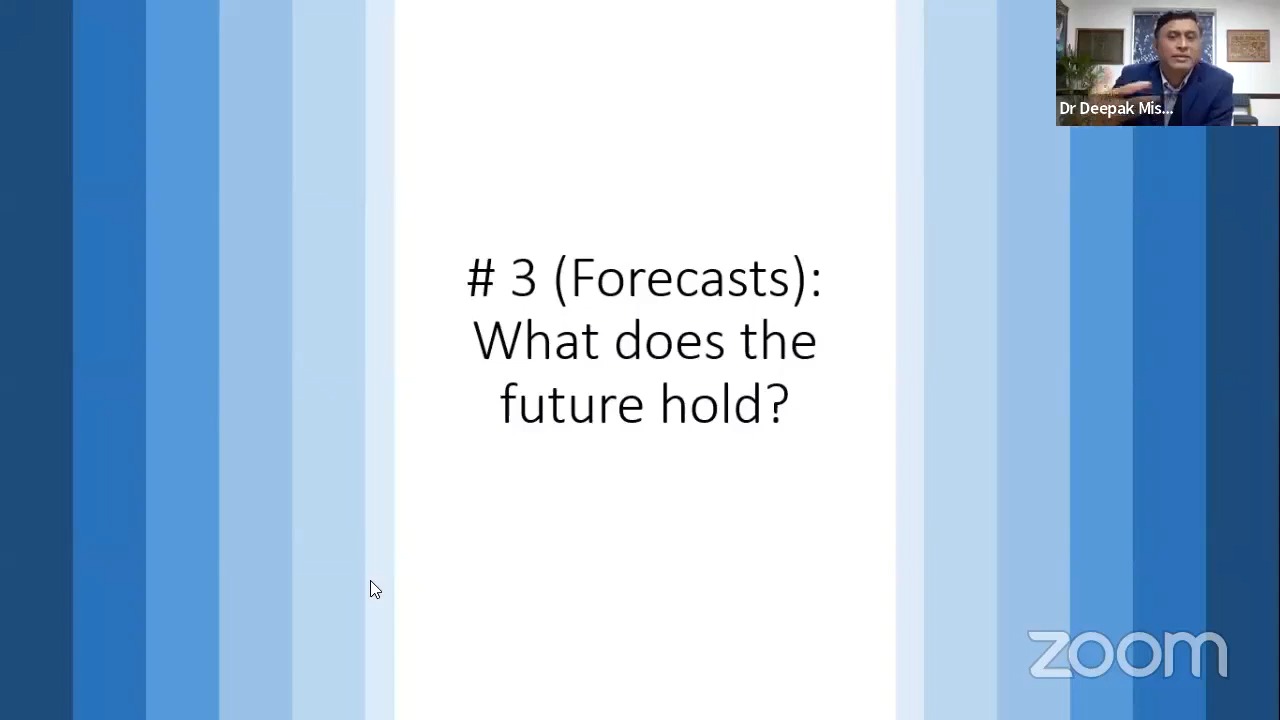 Dr Deepak Mis...
# 3 (Forecasts):
What does the
future hold?
zoom